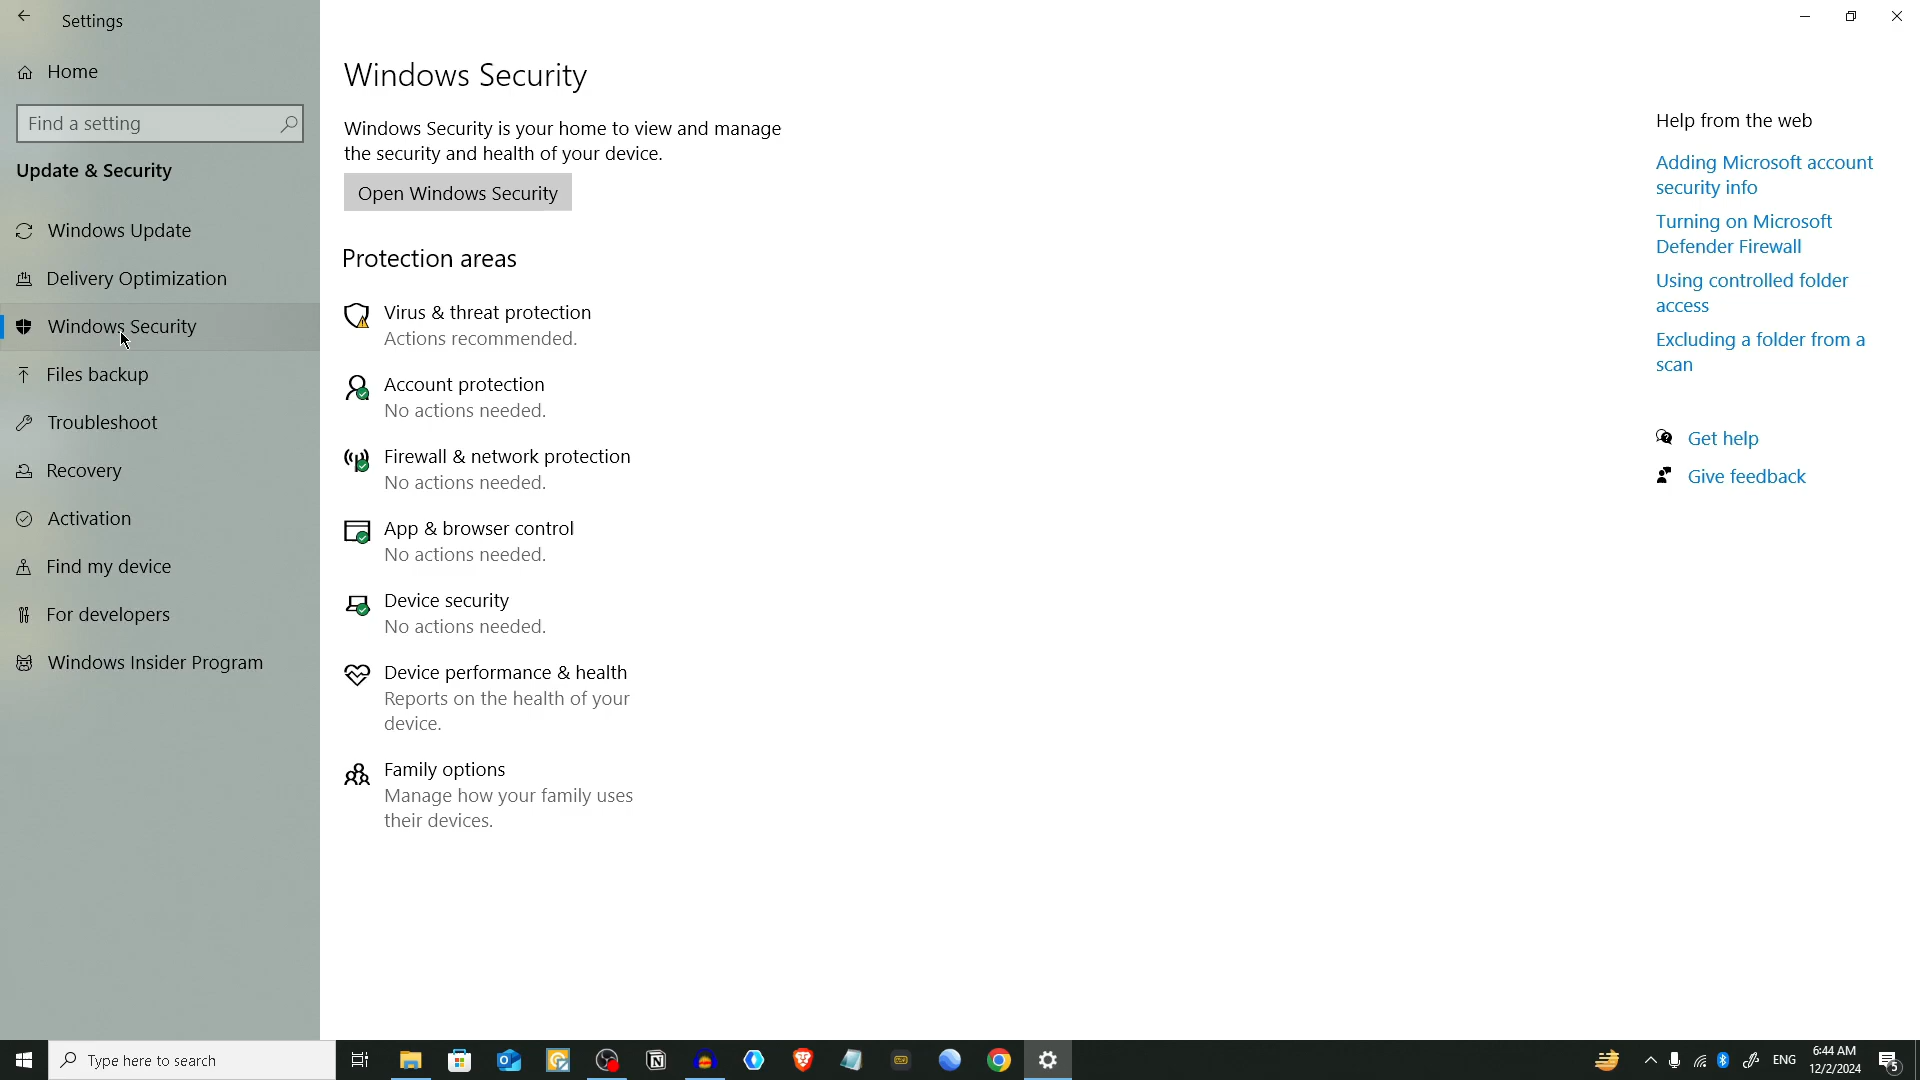 Settings
Home
Find a setting
Update & Security
Windows Update
Delivery Optimization
Windows Security
Files backup
Troubleshoot
Recovery
Activation
Find my device
For developers
Windows Insider Program
Windows Security
Windows Security is your home to view and manage
the security and health of your device.
Open Windows Security
Protection areas
Virus & threat protection
Actions recommended.
Account protection
No actions needed.
Firewall & network protection
No actions needed.
App & browser control
No actions needed.
Device security
No actions needed.
Device performance & health
Reports on the health of your
device.
Family options
Manage how your family uses
their devices.
Help from the web
Adding Microsoft account
security info
Turning on Microsoft
Defender Firewall
Using controlled folder
access
Excluding a folder from a
scan
Get help
Give feedback
Type here to search
ENG
6:44 AM
12/2/2024
5